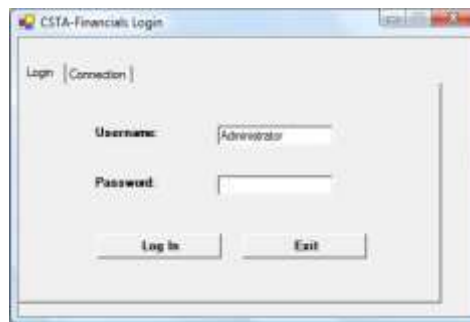 CSTA-Financials Login
Login Connection
Username:
Administrator
Password:
Log In Exit